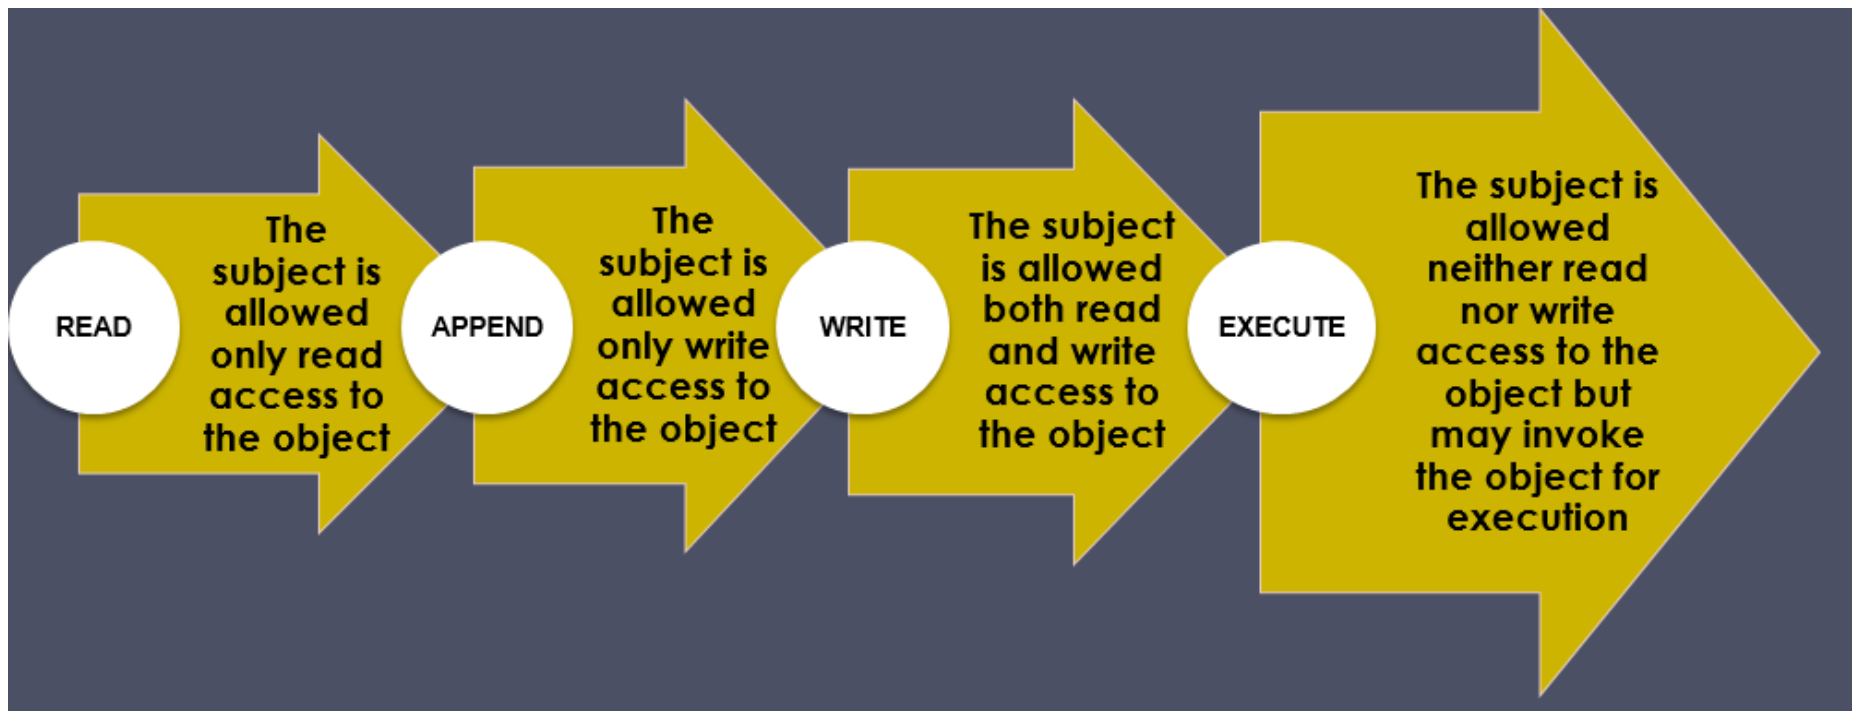 READ
The
subject is
allowed
only read
access to
the object
APPEND
The
subject is
allowed
only write
access to
the object
WRITE
The subject
is allowed
both read
and write
access to
the object
EXECUTE
The subject is
allowed
neither read
nor write
access to the
object but
may invoke
the object for
execution